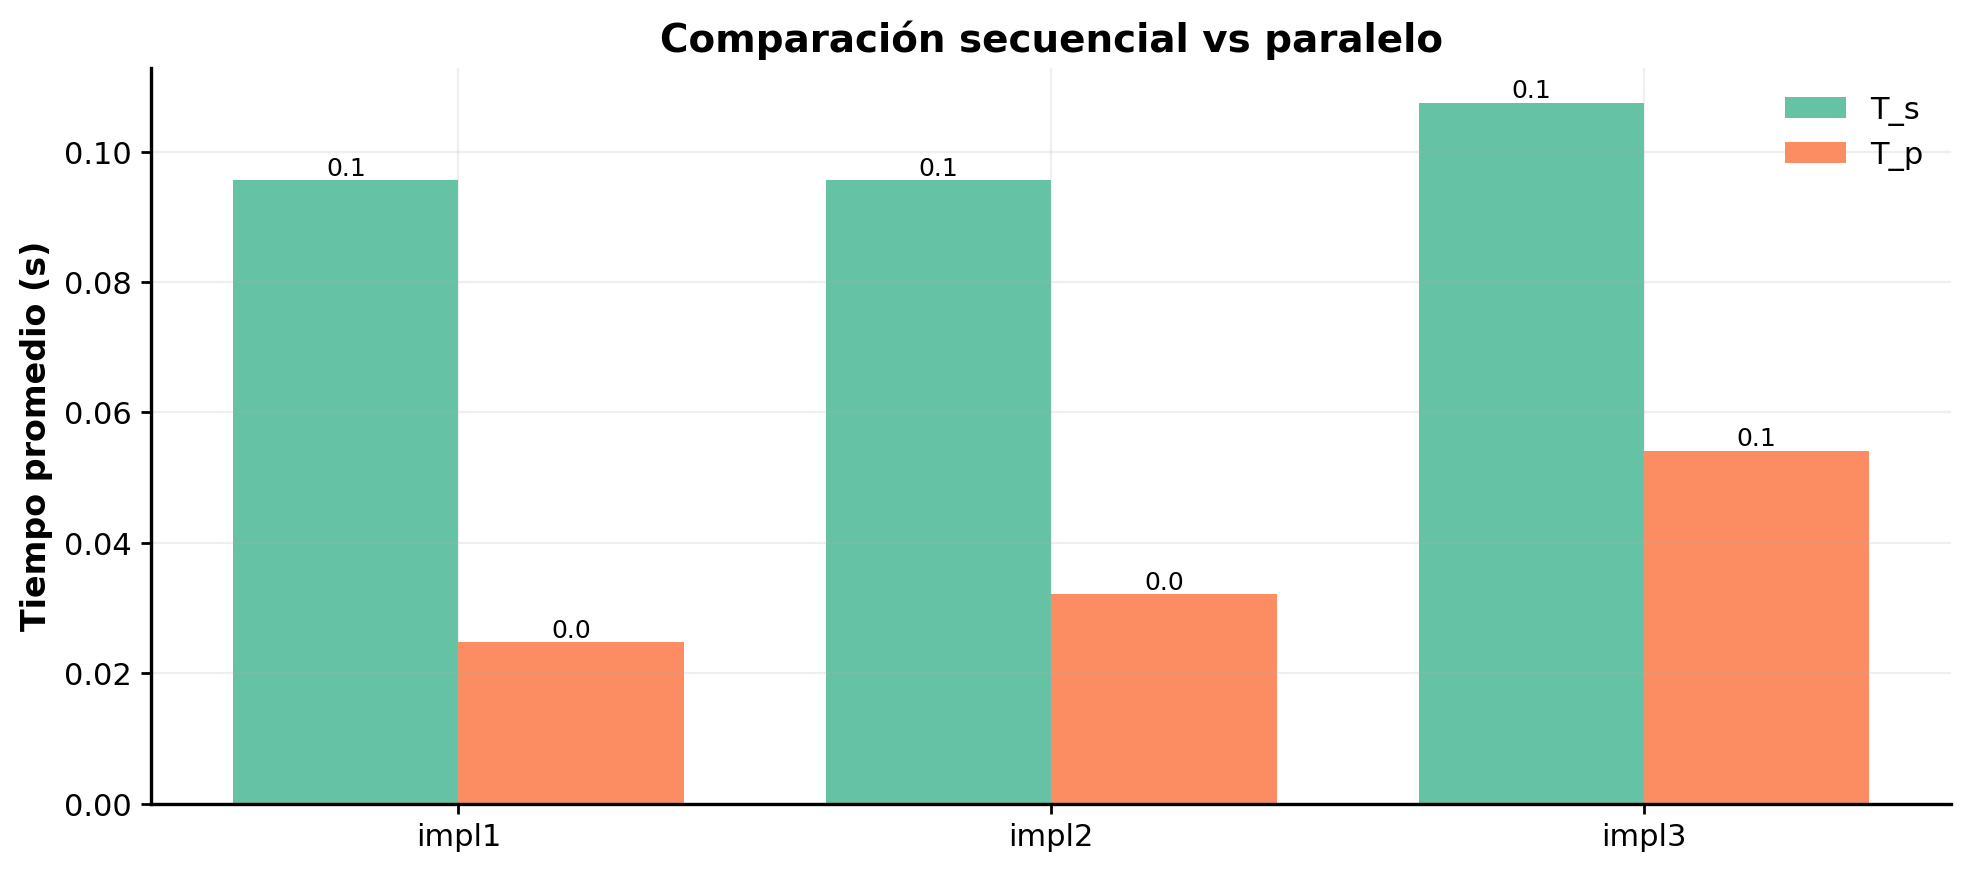 Comparación secuencial vs paralelo
T_s
T_p
Tiempo promedio (s)
0.10
0.08
0.06
0.04
0.02
0.00
0.1
0.0
0.1
0.0
0.1
0.1
impl1
impl2
impl3